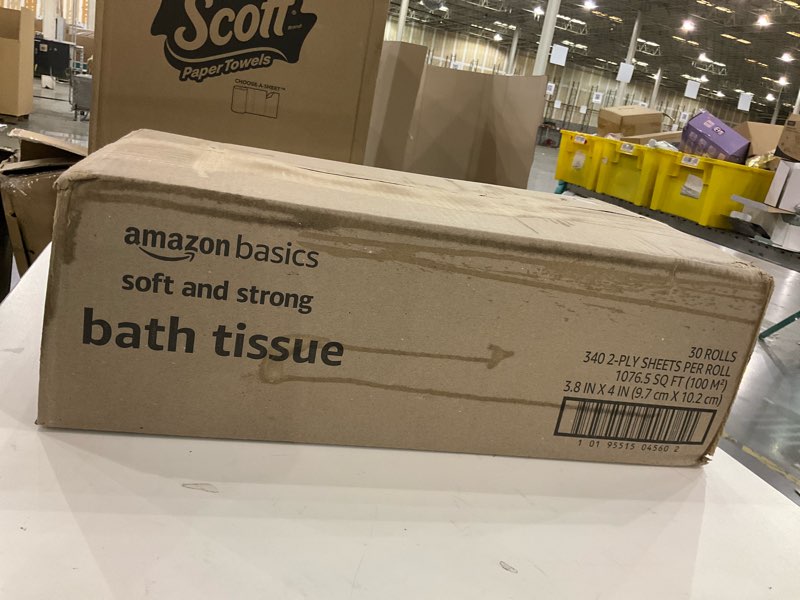 Scott
Brand
Paper Towels
CHOOSE-A-SHEET™
amazon basics
soft and strong
bath tissue
30 ROLLS
340 2-PLY SHEETS PER ROLL
1076.5 SQ FT (100 M²)
3.8 IN X 4 IN (9.7 cm X 10.2 cm)
1 01 95515 04560 2